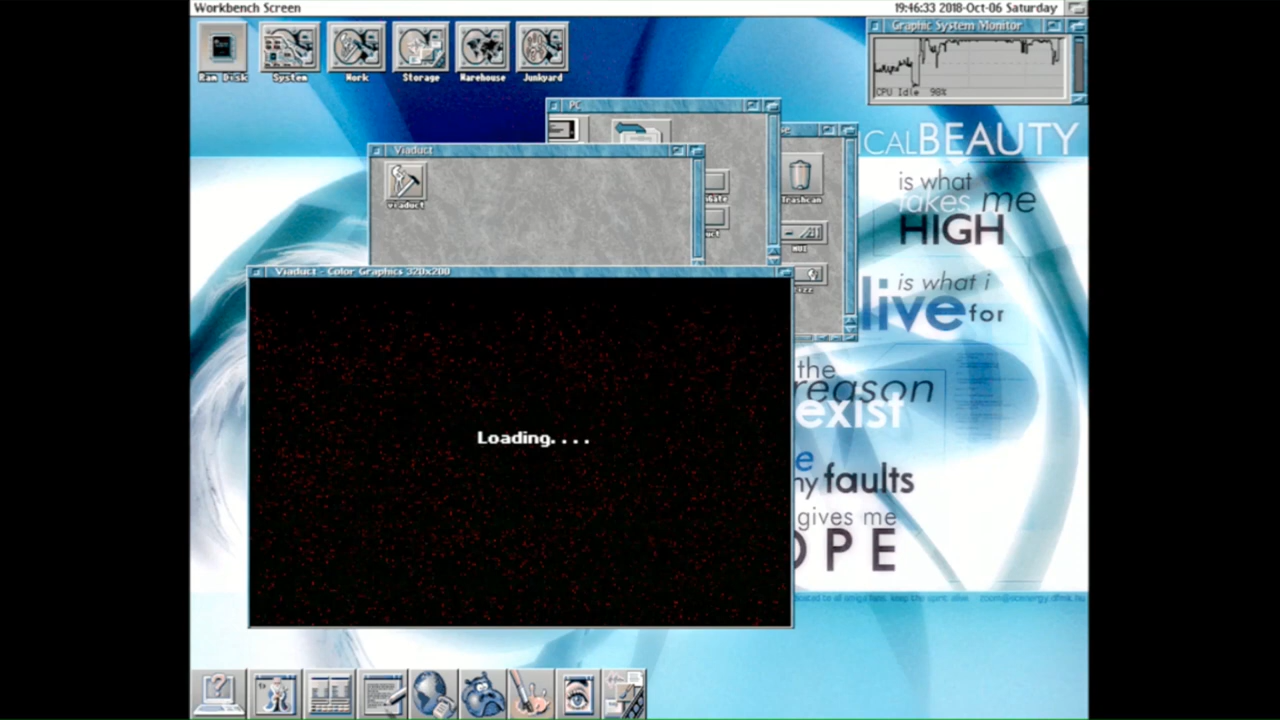 Workbench Screen
19:46:33 2018-Oct-06 Saturday
Graphic System Monitor
CPU Idle 98%
Ram Disk
System
Work
Storage
Warehouse
Junkyard
PC
Viaduct
viaduct
Trashcan
MUI
CALBEAUTY
is what
takes me
HIGH
is what i
live for
the
reason
exist
faults
gives me
OPE
Viaduct - Color Graphics 320x200
Loading....